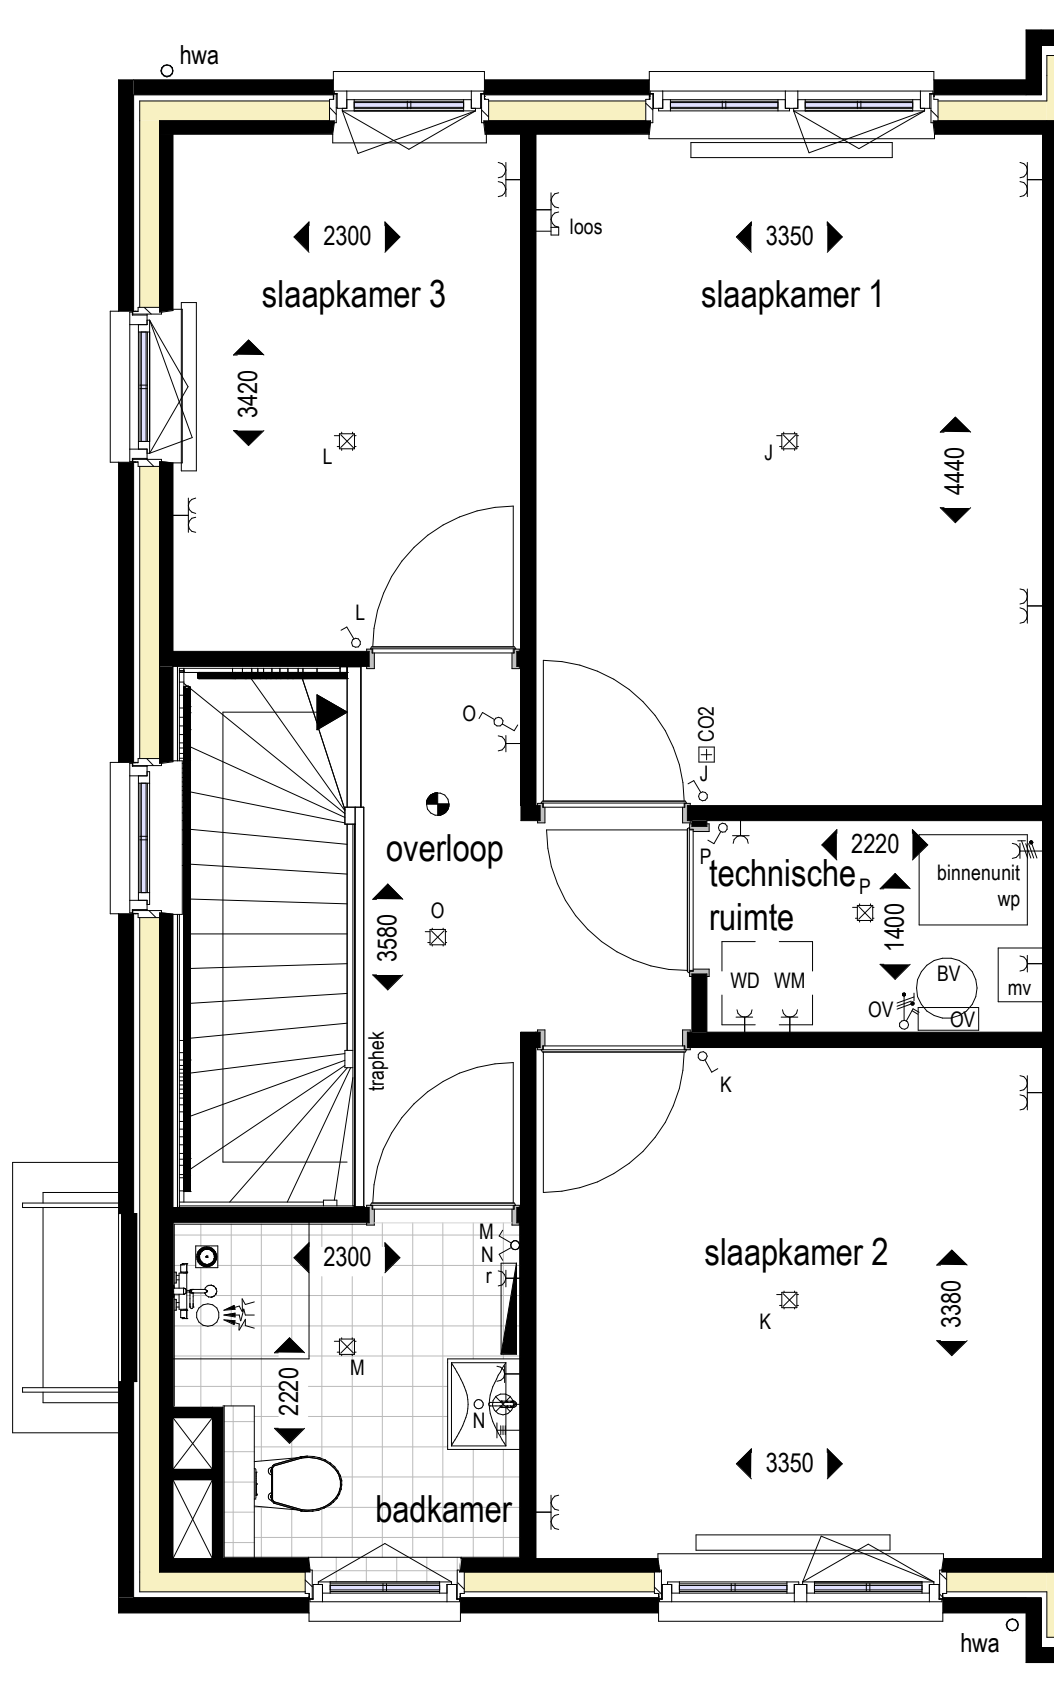 hwa
loos
2300
3350
slaapkamer 3
slaapkamer 1
3420
4440
L
J
L
O
CO2
J
overloop
P
technische
ruimte
2220
P
binnenunit
wp
1400
O
3580
WD
WM
BV
mv
OV
OV
traphek
K
M
N
r
2300
slaapkamer 2
3380
K
M
2220
N
3350
badkamer
hwa